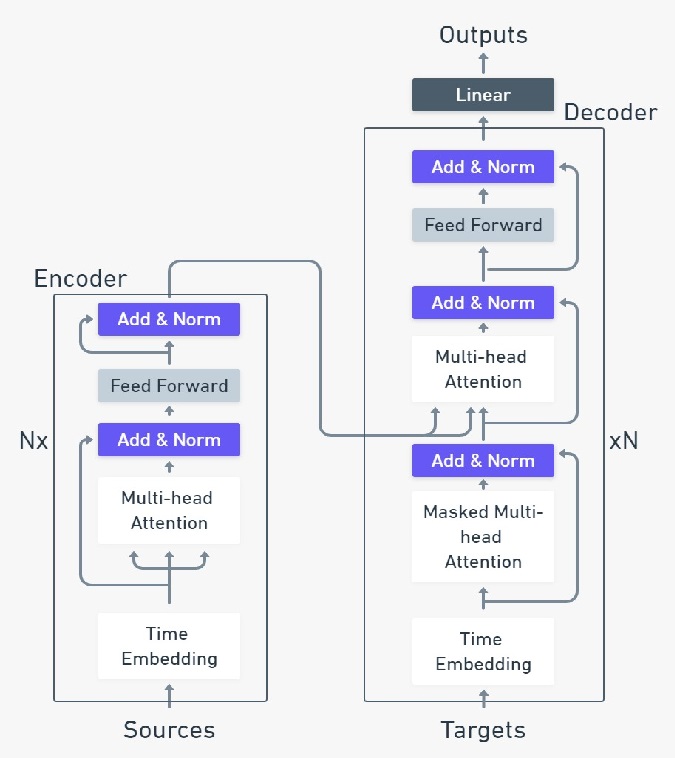 Outputs
Linear
Decoder
Add & Norm
Feed Forward
Add & Norm
Multi-head
Attention
Add & Norm
xN
Masked Multi-
head
Attention
Time
Embedding
Targets
Encoder
Add & Norm
Feed Forward
Add & Norm
Nx
Multi-head
Attention
Time
Embedding
Sources